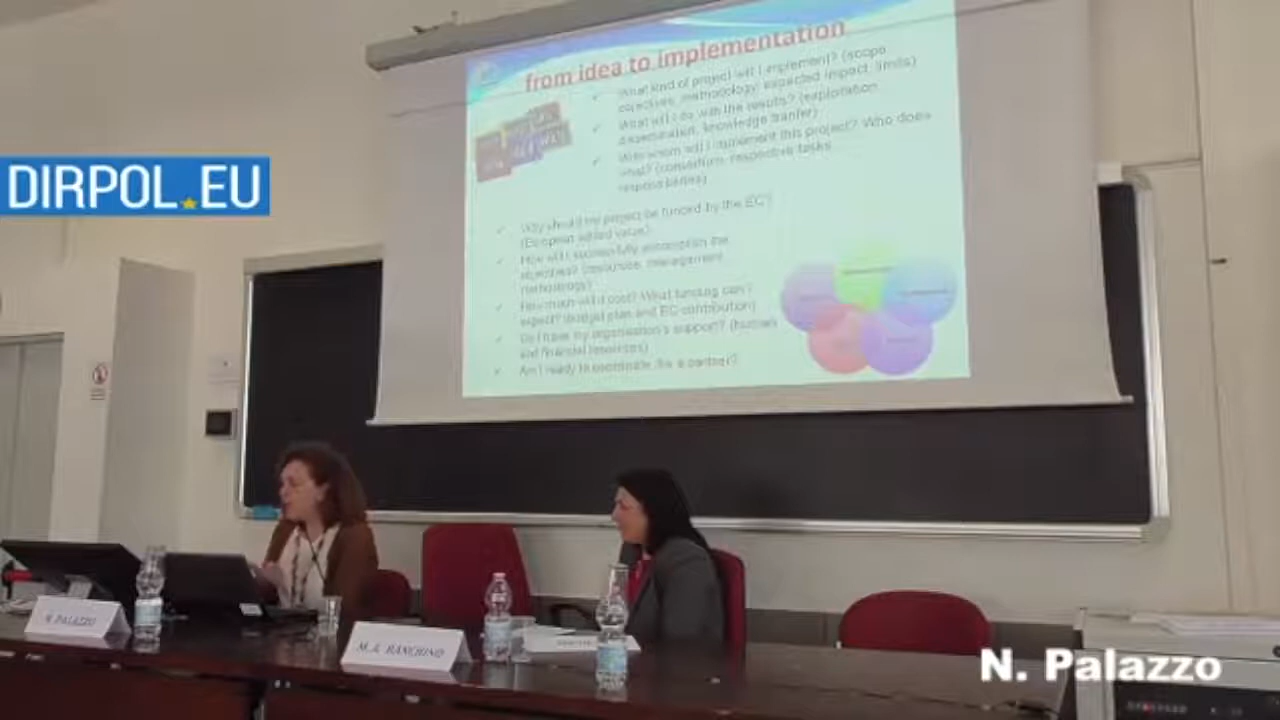 from idea to implementation
What kind of project will I implement? (scope
objectives, methodology, expected impact, limits)
What will I do with the results? (exploitation
dissemination, knowledge
With whom will I implement this project? Who does
what? (consortium, respective tasks
responsibilities)
DIRPOL.EU
Why should my project be funded by the EC?
(European added value)
How will I successfully accomplish the
objectives? (resources, management
methodology)
How much will it cost? What funding can I
expect? (budget plan and EC contribution)
Do I have my organisation's support? (human
and financial resources)
Am I ready to coordinate /be a partner?
N. PALAZZO
M.A.
N. Palazzo